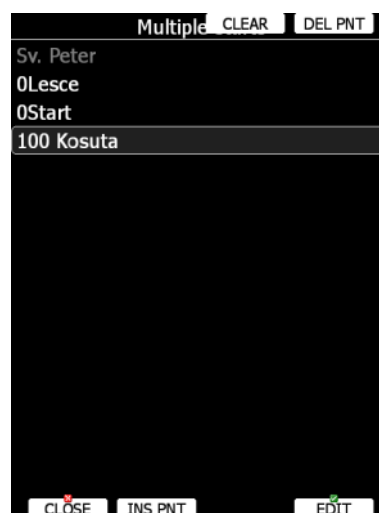 Multiple CLEAR DEL PNT
Sv. Peter
0Lesce
0Start
100 Kosuta
CLOSE INS PNT EDIT